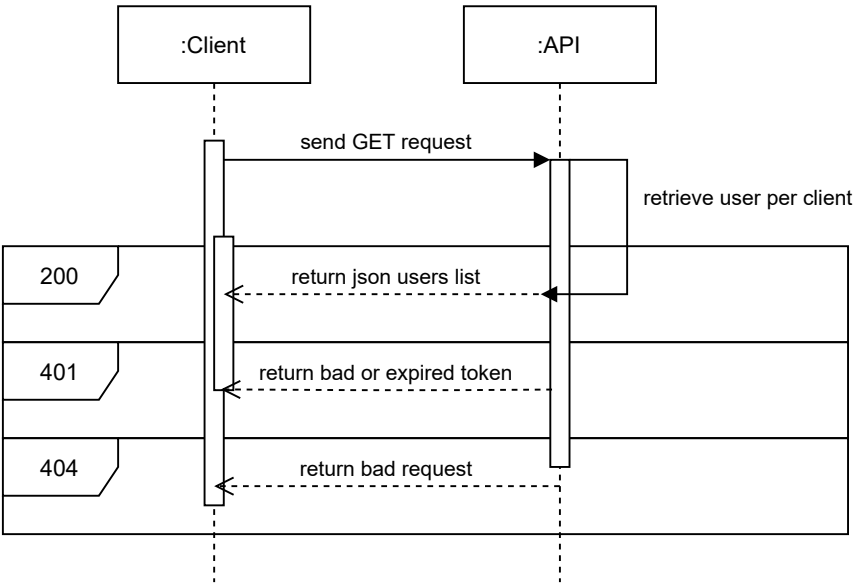 :Client
:API
send GET request
retrieve user per client
200
return json users list
401
return bad or expired token
404
return bad request